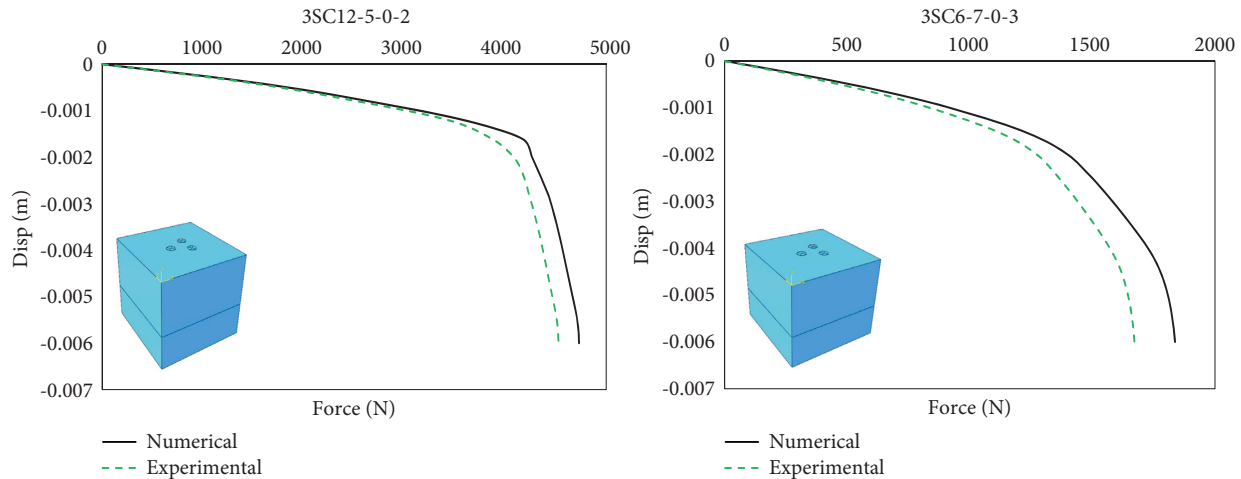 3SC12-5-0-2
0 1000 2000 3000 4000 5000
0
-0.001
-0.002
-0.003
-0.004
-0.005
-0.006
-0.007
Disp (m)
Force (N)
Numerical
Experimental
3SC6-7-0-3
0 500 1000 1500 2000
0
-0.001
-0.002
-0.003
-0.004
-0.005
-0.006
-0.007
Disp (m)
Force (N)
Numerical
Experimental